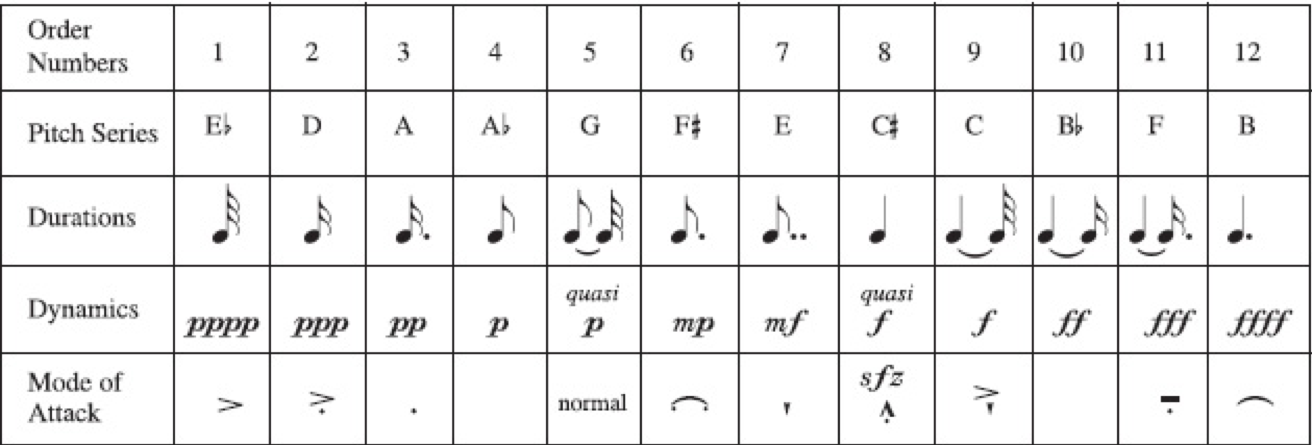 Order Numbers 1 2 3 4 5 6 7 8 9 10 11 12
Pitch Series E♭ D A A♭ G F♯ E C♯ C B♭ F B
Durations
Dynamics pppp ppp pp p quasi p mp mf quasi f f ff fff ffff
Mode of Attack normal sfz